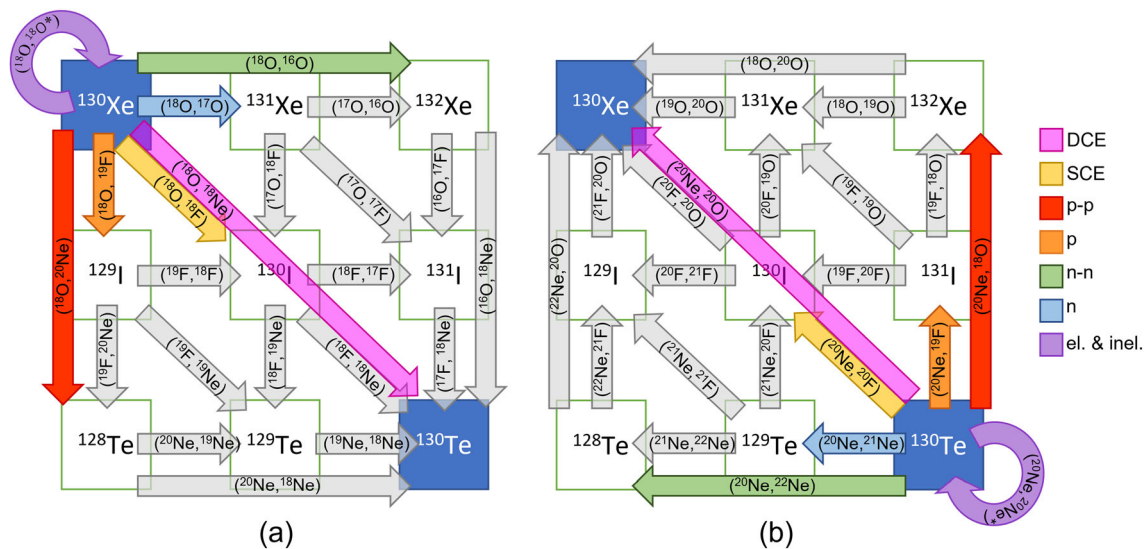 (¹⁸O, ¹⁸O*)
(¹⁸O,¹⁶O)
¹³⁰Xe
(¹⁸O,¹⁷O)
¹³¹Xe
(¹⁷O,¹⁶O)
¹³²Xe
(¹⁸O, ²⁰Ne)
(¹⁸O, ¹⁹F)
(¹⁸O,¹⁸F)
(¹⁸O, ¹⁸Ne)
(¹⁷O,¹⁸F)
(¹⁷O,¹⁷F)
(¹⁶O,¹⁷F)
(¹⁶O,¹⁸Ne)
¹²⁹I
(¹⁹F,¹⁸F)
¹³⁰I
(¹⁸F,¹⁷F)
¹³¹I
(¹⁹F,²⁰Ne)
(¹⁹F,¹⁹Ne)
(¹⁸F,¹⁹Ne)
(¹⁸F,¹⁸Ne)
(¹⁷F,¹⁸Ne)
¹²⁸Te
(²⁰Ne,¹⁹Ne)
¹²⁹Te
(¹⁹Ne,¹⁸Ne)
¹³⁰Te
(²⁰Ne,¹⁸Ne)
(a)
(¹⁸O,²⁰O)
¹³⁰Xe
(¹⁹O,²⁰O)
¹³¹Xe
(¹⁸O,¹⁹O)
¹³²Xe
(²²Ne,²⁰O)
(²¹F,²⁰O)
(²⁰F,²⁰O)
(²⁰Ne,²⁰O)
(²⁰F,¹⁹O)
(¹⁹F,¹⁹O)
(¹⁹F,¹⁸O)
(²⁰Ne,¹⁸O)
¹²⁹I
(²⁰F,²¹F)
¹³⁰I
(¹⁹F,²⁰F)
¹³¹I
(²²Ne,²¹F)
(²¹Ne,²¹F)
(²¹Ne,²⁰F)
(²⁰Ne,²⁰F)
(²⁰Ne,¹⁹F)
¹²⁸Te
(²¹Ne,²²Ne)
¹²⁹Te
(²⁰Ne,²¹Ne)
¹³⁰Te
(²⁰Ne,²²Ne)
(²⁰Ne,²⁰Ne*)
(b)
DCE
SCE
p-p
p
n-n
n
el. & inel.